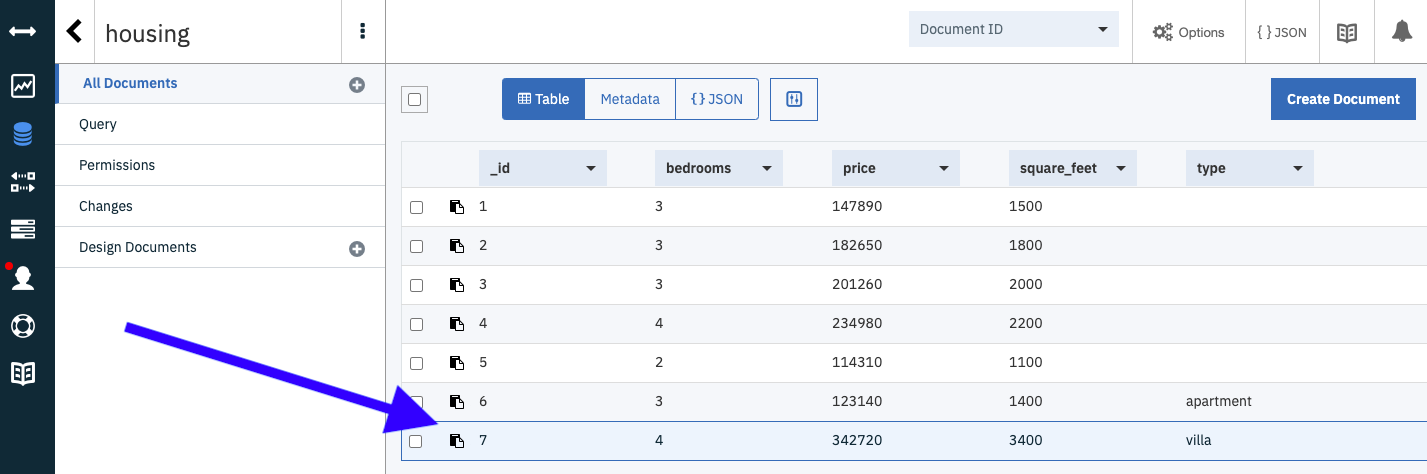 housing
Document ID
Options
{ } JSON
All Documents
Query
Permissions
Changes
Design Documents
Table Metadata {} JSON
Create Document
_id bedrooms price square_feet type
1 3 147890 1500
2 3 182650 1800
3 3 201260 2000
4 4 234980 2200
5 2 114310 1100
6 3 123140 1400 apartment
7 4 342720 3400 villa